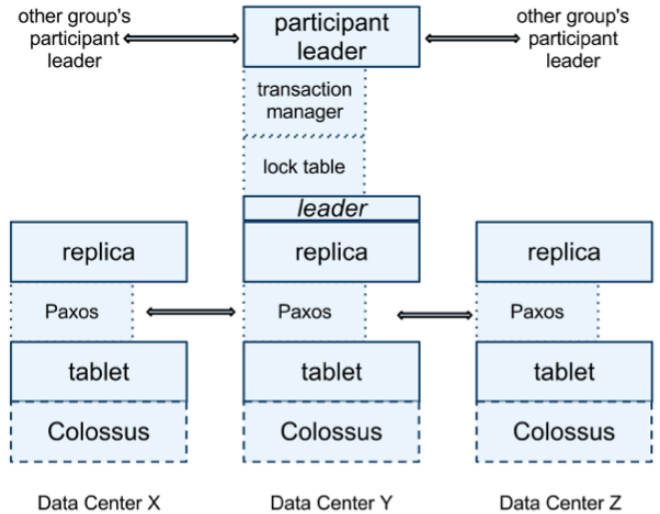 other group's
participant
leader
participant
leader
other group's
participant
leader
transaction
manager
lock table
leader
replica
replica
replica
Paxos
Paxos
Paxos
tablet
tablet
tablet
Colossus
Colossus
Colossus
Data Center X
Data Center Y
Data Center Z